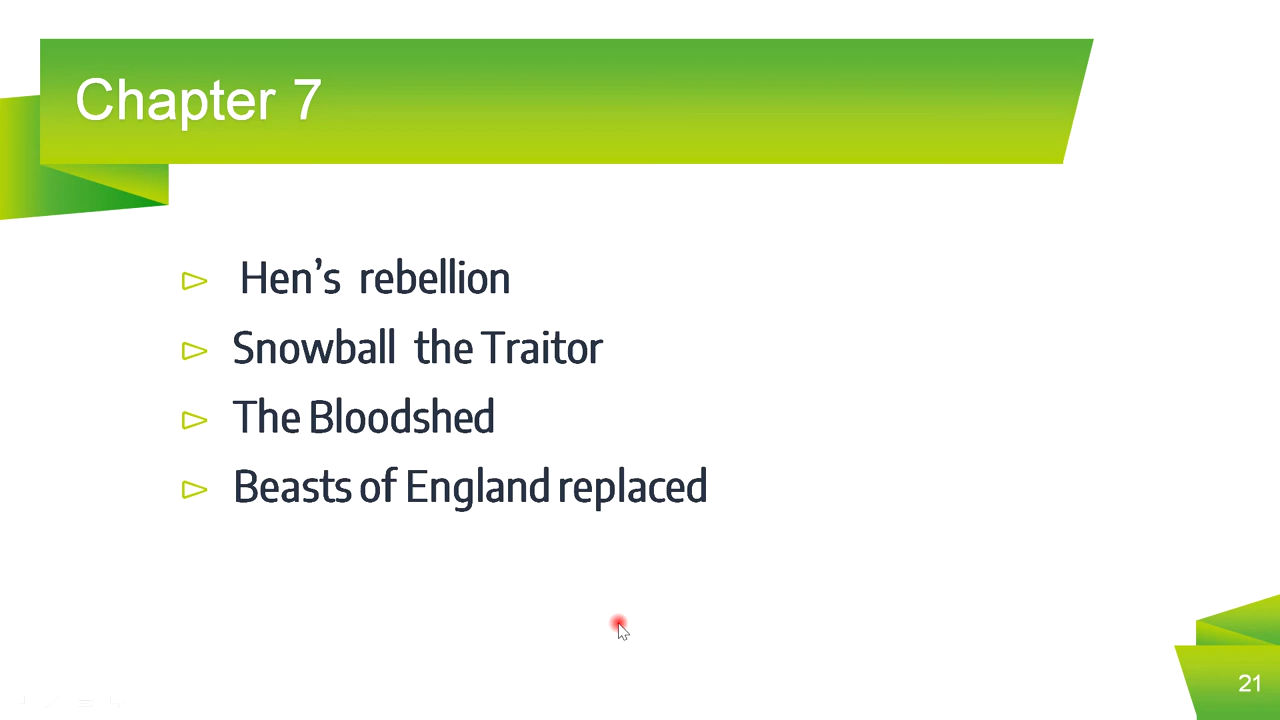 Chapter 7
Hen’s rebellion
Snowball the Traitor
The Bloodshed
Beasts of England replaced
21